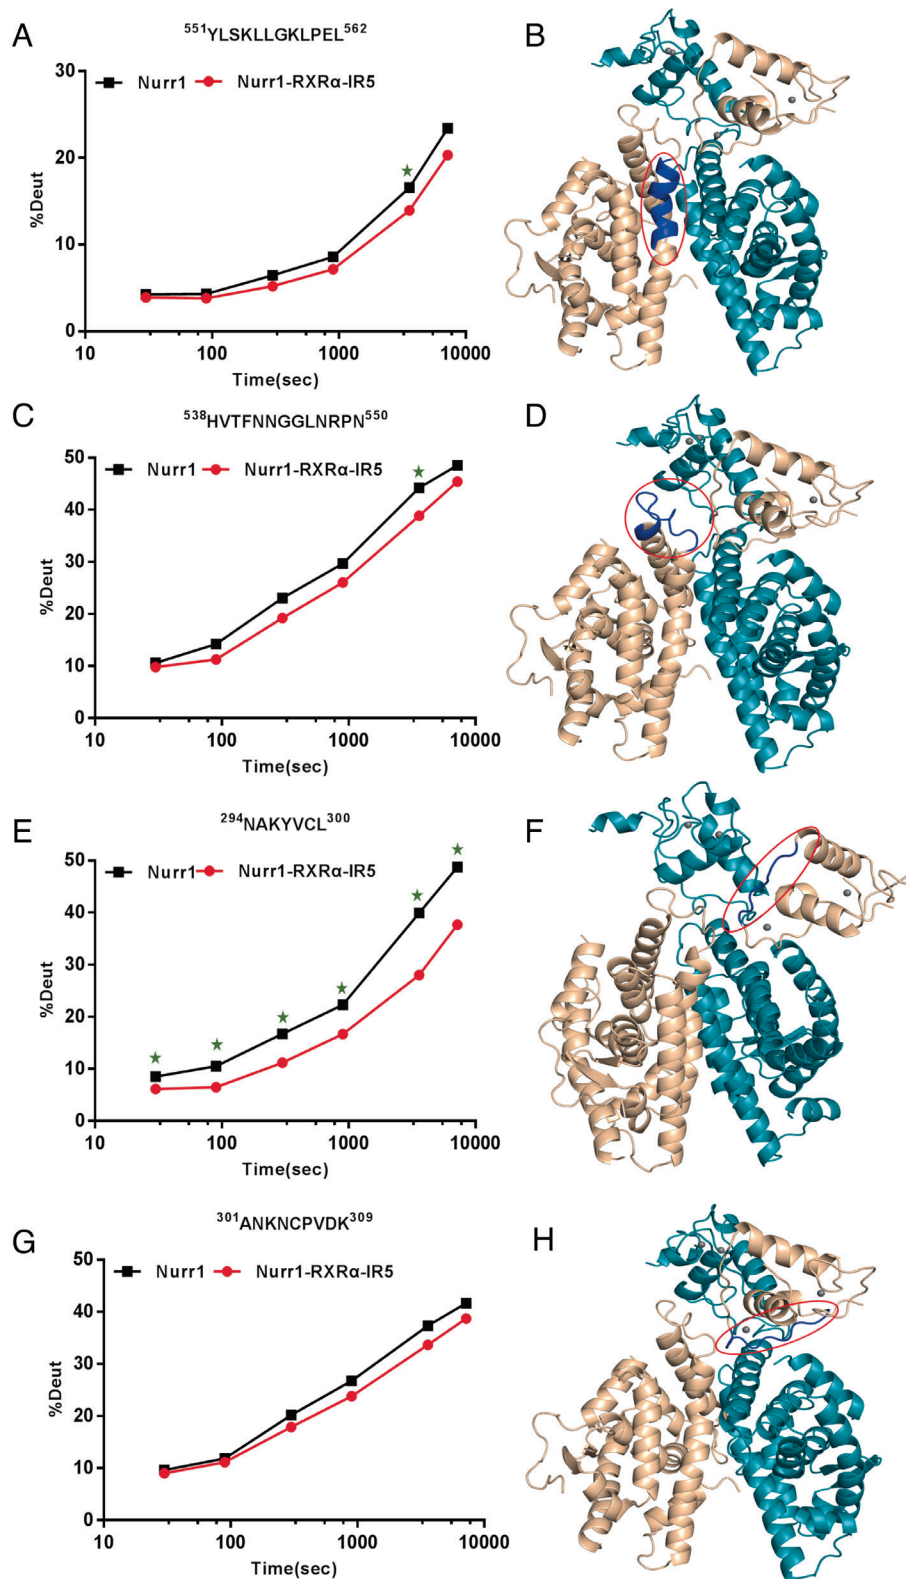 A
⁵⁵¹YLSKLLGKLPEL⁵⁶²
B
30
Nurr1 Nurr1-RXRα-IR5
20
%Deut
10
0
10 100 1000 10000
Time(sec)
C
⁵³⁸HVTFNNGGLNRPN⁵⁵⁰
D
50
Nurr1 Nurr1-RXRα-IR5
40
30
%Deut
20
10
0
10 100 1000 10000
Time(sec)
E
²⁹⁴NAKYVCL³⁰⁰
F
50
Nurr1 Nurr1-RXRα-IR5
40
30
%Deut
20
10
0
10 100 1000 10000
Time(sec)
G
³⁰¹ANKNCPVDK³⁰⁹
H
50
Nurr1 Nurr1-RXRα-IR5
40
30
%Deut
20
10
0
10 100 1000 10000
Time(sec)